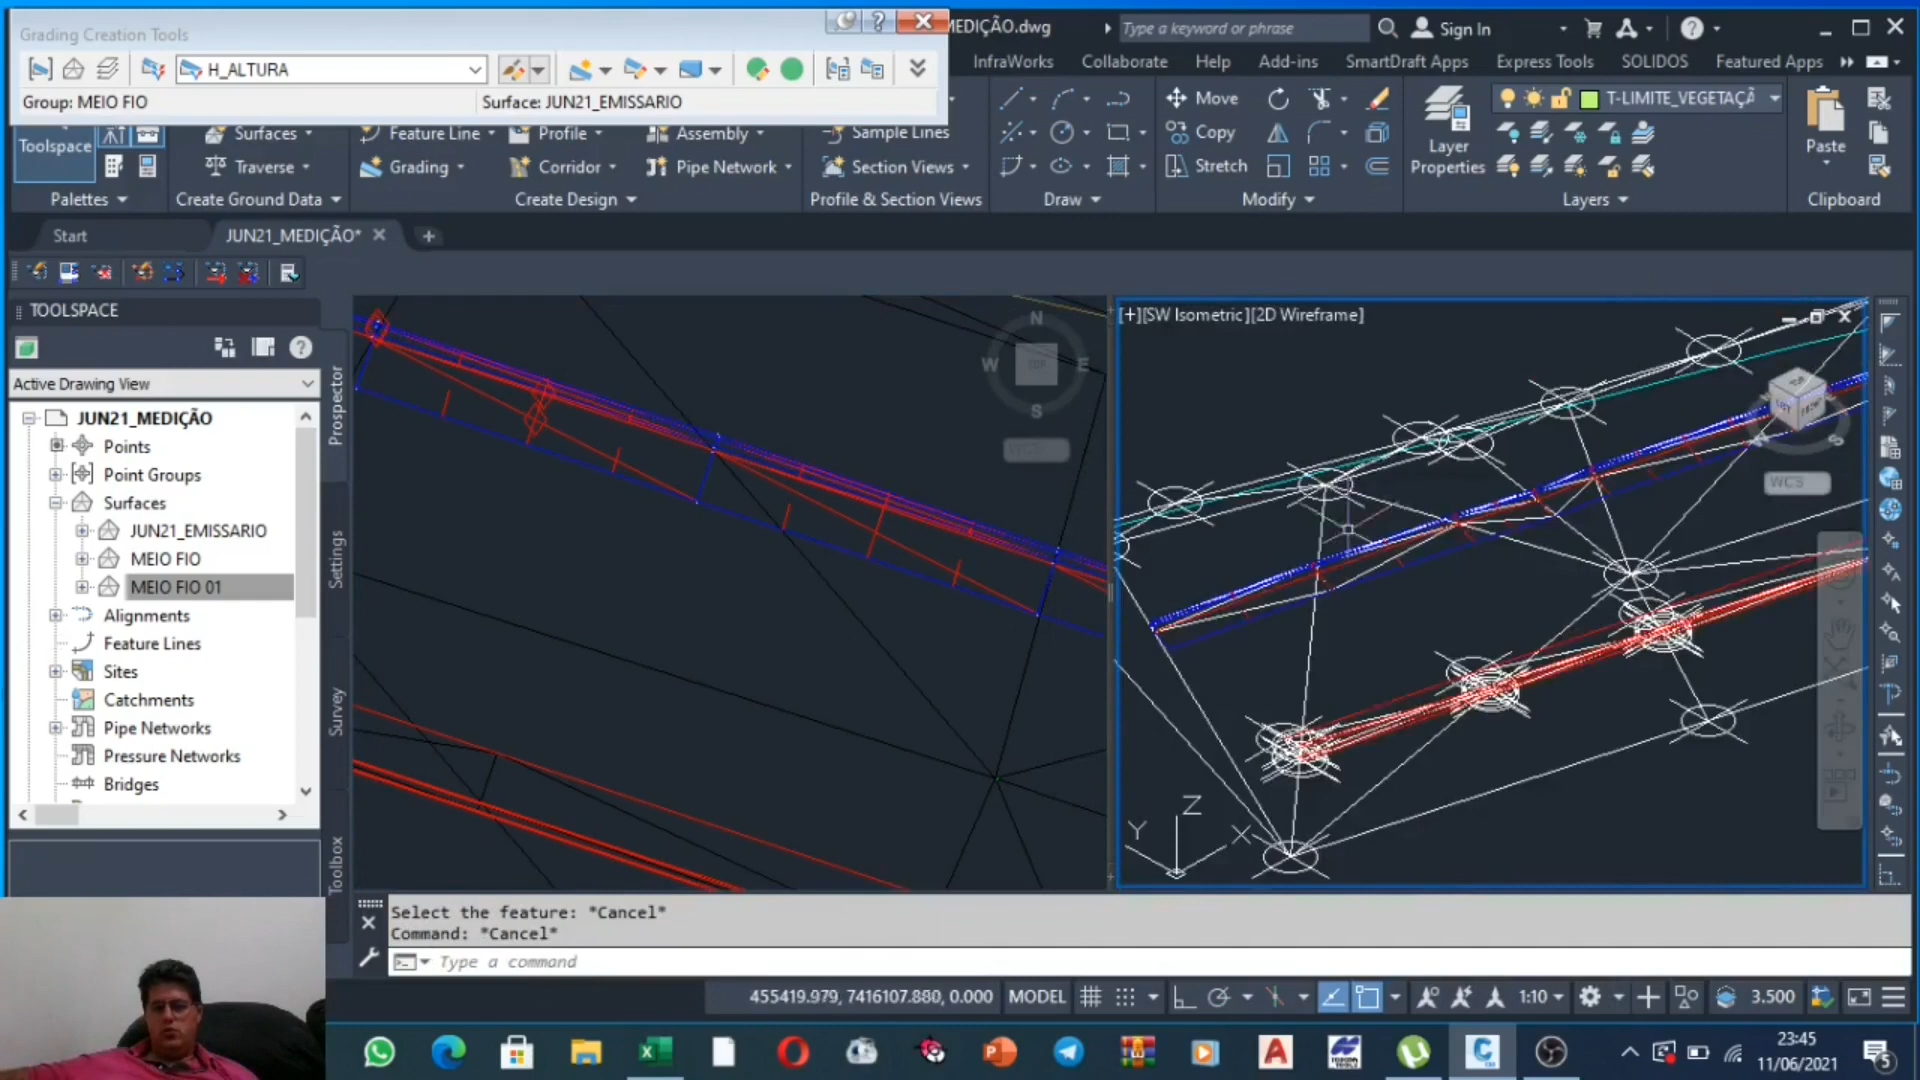 Grading Creation Tools
MEDIÇÃO.dwg
Type a keyword or phrase
Sign In
H_ALTURA
InfraWorks
Collaborate
Help
Add-ins
SmartDraft Apps
Express Tools
SOLIDOS
Featured Apps
Group: MEIO FIO
Surface: JUN21_EMISSARIO
Move
T-LIMITE_VEGETAÇÃ
Toolspace
Surfaces
Feature Line
Profile
Assembly
Sample Lines
Copy
Layer
Properties
Paste
Traverse
Grading
Corridor
Pipe Network
Section Views
Stretch
Palettes
Create Ground Data
Create Design
Profile & Section Views
Draw
Modify
Layers
Clipboard
Start
JUN21_MEDIÇÃO*
TOOLSPACE
Active Drawing View
JUN21_MEDIÇÃO
Points
Point Groups
Surfaces
JUN21_EMISSARIO
MEIO FIO
MEIO FIO 01
Alignments
Feature Lines
Sites
Catchments
Pipe Networks
Pressure Networks
Bridges
Prospector
Settings
Survey
Toolbox
N
W
TOP
E
S
[+][SW Isometric][2D Wireframe]
TOP
LEFT
FRONT
S
WCS
Z
Y
X
Select the feature: *Cancel*
Command: *Cancel*
Type a command
455419.979, 7416107.880, 0.000
MODEL
1:10
3.500
23:45
11/06/2021
5